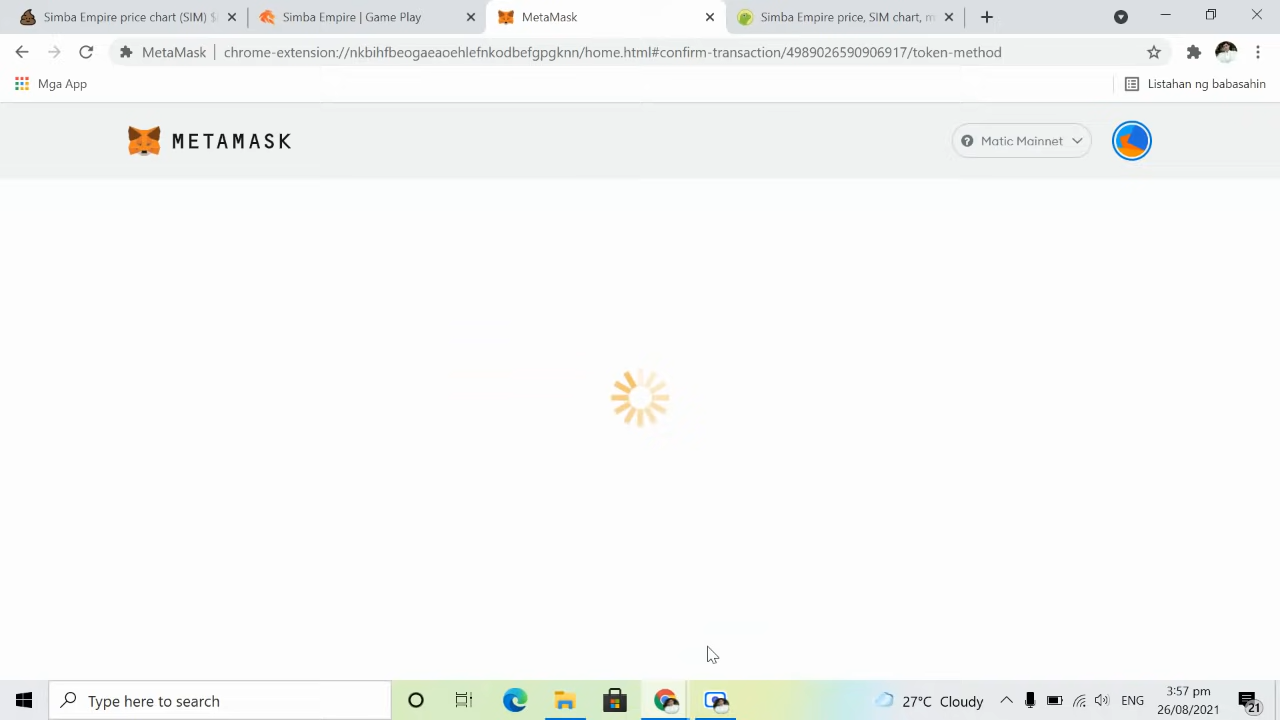 Simba Empire price chart (SIM) $
Simba Empire | Game Play
MetaMask
Simba Empire price, SIM chart, m
MetaMask
chrome-extension://nkbihfbeogaeaoehlefnkodbefgpgknn/home.html#confirm-transaction/4989026590906917/token-method
Mga App
Listahan ng babasahin
METAMASK
Matic Mainnet
Type here to search
27°C Cloudy
ENG
3:57 pm
26/08/2021
21